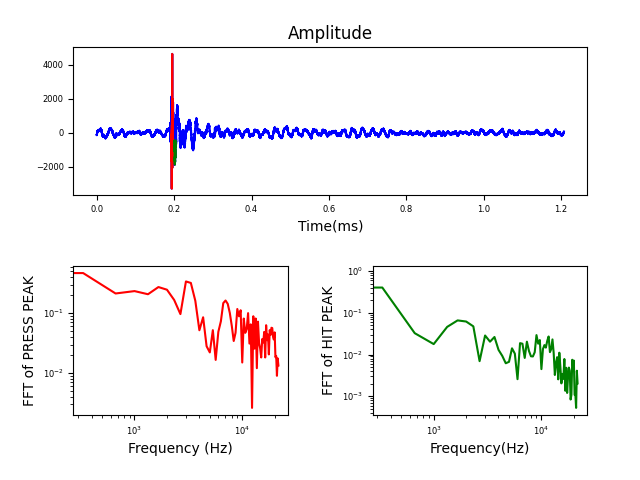 Amplitude
4000
2000
0
−2000
0.0 0.2 0.4 0.6 0.8 1.0 1.2
Time(ms)
FFT of PRESS PEAK
10⁻¹
10⁻²
10³ 10⁴
Frequency (Hz)
FFT of HIT PEAK
10⁰
10⁻¹
10⁻²
10⁻³
10³ 10⁴
Frequency(Hz)